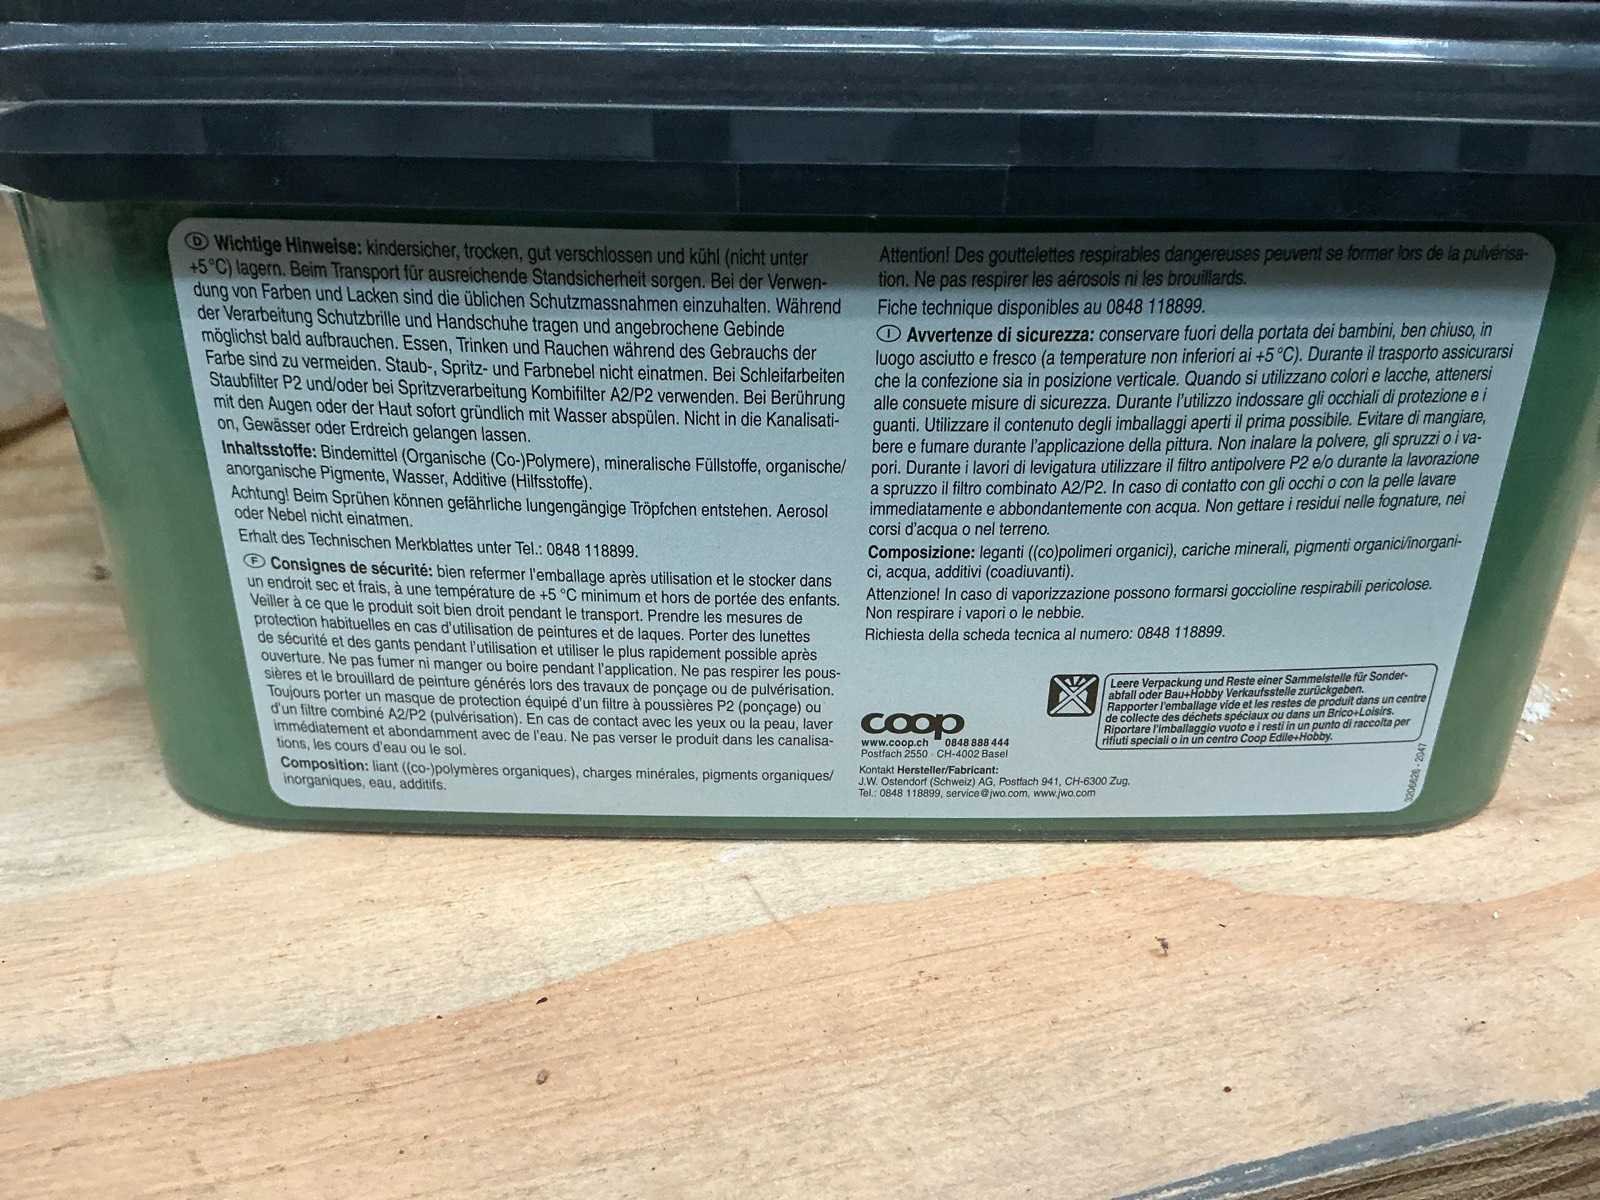 D Wichtige Hinweise: kindersicher, trocken, gut verschlossen und kühl (nicht unter
+5°C) lagern. Beim Transport für ausreichende Standsicherheit sorgen. Bei der Verwen-
dung von Farben und Lacken sind die üblichen Schutzmassnahmen einzuhalten. Während
der Verarbeitung Schutzbrille und Handschuhe tragen und angebrochene Gebinde
möglichst bald aufbrauchen. Essen, Trinken und Rauchen während des Gebrauchs der
Farbe sind zu vermeiden. Staub-, Spritz- und Farbnebel nicht einatmen. Bei Schleifarbeiten
Staubfilter P2 und/oder bei Spritzverarbeitung Kombifilter A2/P2 verwenden. Bei Berührung
mit den Augen oder der Haut sofort gründlich mit Wasser abspülen. Nicht in die Kanalisati-
on, Gewässer oder Erdreich gelangen lassen.
Inhaltsstoffe: Bindemittel (Organische (Co-)Polymere), mineralische Füllstoffe, organische/
anorganische Pigmente, Wasser, Additive (Hilfsstoffe).
Achtung! Beim Sprühen können gefährliche lungengängige Tröpfchen entstehen. Aerosol
oder Nebel nicht einatmen.
Erhalt des Technischen Merkblattes unter Tel.: 0848 118899.
F Consignes de sécurité: bien refermer l'emballage après utilisation et le stocker dans
un endroit sec et frais, à une température de +5 °C minimum et hors de portée des enfants.
Veiller à ce que le produit soit bien droit pendant le transport. Prendre les mesures de
protection habituelles en cas d'utilisation de peintures et de laques. Porter des lunettes
de sécurité et des gants pendant l'utilisation et utiliser le plus rapidement possible après
ouverture. Ne pas fumer ni manger ou boire pendant l'application. Ne pas respirer les pous-
sières et le brouillard de peinture générés lors des travaux de ponçage ou de pulvérisation.
Toujours porter un masque de protection équipé d'un filtre à poussières P2 (ponçage) ou
d'un filtre combiné A2/P2 (pulvérisation). En cas de contact avec les yeux ou la peau, laver
immédiatement et abondamment avec de l'eau. Ne pas verser le produit dans les canalisa-
tions, les cours d'eau ou le sol.
Composition: liant ((co-)polymères organiques), charges minérales, pigments organiques/
inorganiques, eau, additifs.
Attention! Des gouttelettes respirables dangereuses peuvent se former lors de la pulvérisa-
tion. Ne pas respirer les aérosols ni les brouillards.
Fiche technique disponibles au 0848 118899.
I Avvertenze di sicurezza: conservare fuori della portata dei bambini, ben chiuso, in
luogo asciutto e fresco (a temperature non inferiori ai +5°C). Durante il trasporto assicurarsi
che la confezione sia in posizione verticale. Quando si utilizzano colori e lacche, attenersi
alle consuete misure di sicurezza. Durante l'utilizzo indossare gli occhiali di protezione e i
guanti. Utilizzare il contenuto degli imballaggi aperti il prima possibile. Evitare di mangiare,
bere e fumare durante l'applicazione della pittura. Non inalare la polvere, gli spruzzi o i va-
pori. Durante i lavori di levigatura utilizzare il filtro antipolvere P2 e/o durante la lavorazione
a spruzzo il filtro combinato A2/P2. In caso di contatto con gli occhi o con la pelle lavare
immediatamente e abbondantemente con acqua. Non gettare i residui nelle fognature, nei
corsi d'acqua o nel terreno.
Composizione: leganti ((co)polimeri organici), cariche minerali, pigmenti organici/inorgani-
ci, acqua, additivi (coadiuvanti).
Attenzione! In caso di vaporizzazione possono formarsi goccioline respirabili pericolose.
Non respirare i vapori o le nebbie.
Richiesta della scheda tecnica al numero: 0848 118899.
Leere Verpackung und Reste einer Sammelstelle für Sonder-
abfall oder Bau+Hobby Verkaufsstelle zurückgeben.
Rapporter l'emballage vide et les restes de produit dans un centre
de collecte des déchets spéciaux ou dans un Brico+Loisirs.
Riportare l'imballaggio vuoto e i resti in un punto di raccolta per
rifiuti speciali o in un centro Coop Edile+Hobby.
coop
www.coop.ch 0848 888 444
Postfach 2550 · CH-4002 Basel
Kontakt Hersteller/Fabricant:
J.W. Ostendorf (Schweiz) AG, Postfach 941, CH-6300 Zug,
Tel.: 0848 118899, service@jwo.com, www.jwo.com
3206626 - 2047